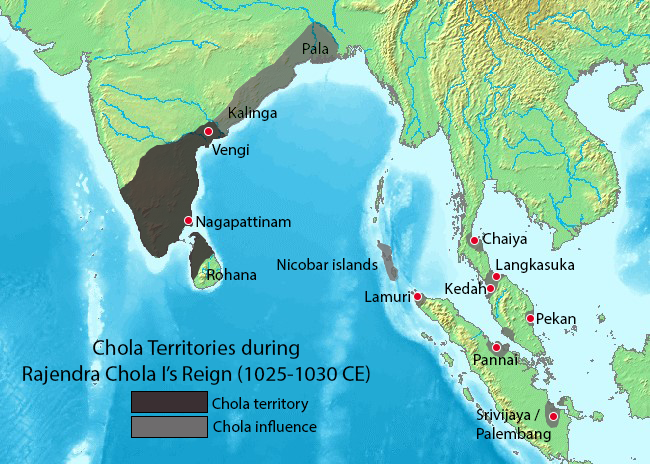 Pala
Kalinga
Vengi
Nagapattinam
Rohana
Nicobar islands
Chaiya
Langkasuka
Kedah
Lamuri
Pekan
Pannai
Srivijaya /
Palembang
Chola Territories during
Rajendra Chola I's Reign (1025-1030 CE)
Chola territory
Chola influence